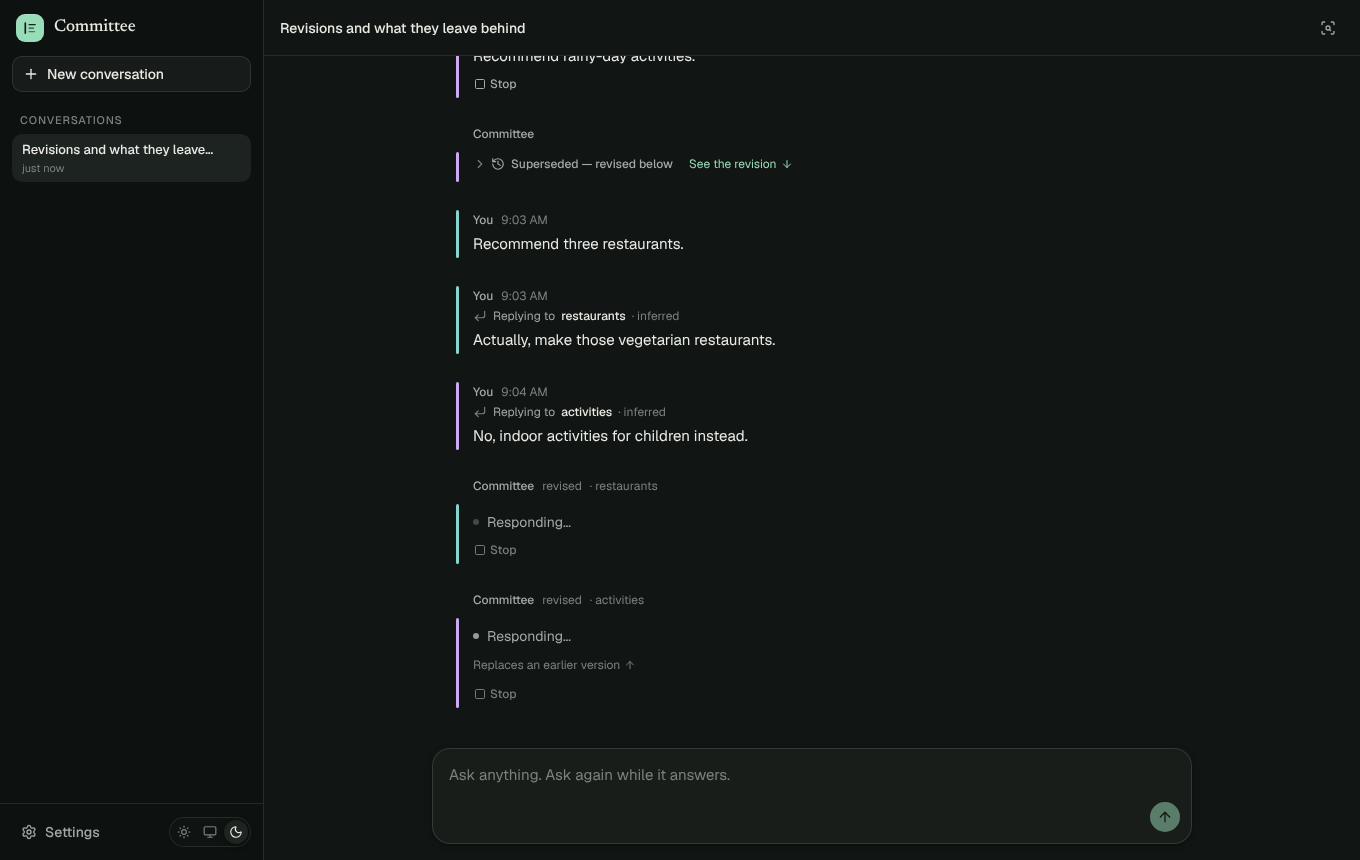 Committee
New conversation
CONVERSATIONS
Revisions and what they leave...
just now
Settings
Revisions and what they leave behind
Recommend rainy-day activities.
Stop
Committee
Superseded — revised below See the revision ↓
You 9:03 AM
Recommend three restaurants.
You 9:03 AM
Replying to restaurants · inferred
Actually, make those vegetarian restaurants.
You 9:04 AM
Replying to activities · inferred
No, indoor activities for children instead.
Committee revised · restaurants
Responding...
Stop
Committee revised · activities
Responding...
Replaces an earlier version ↑
Stop
Ask anything. Ask again while it answers.